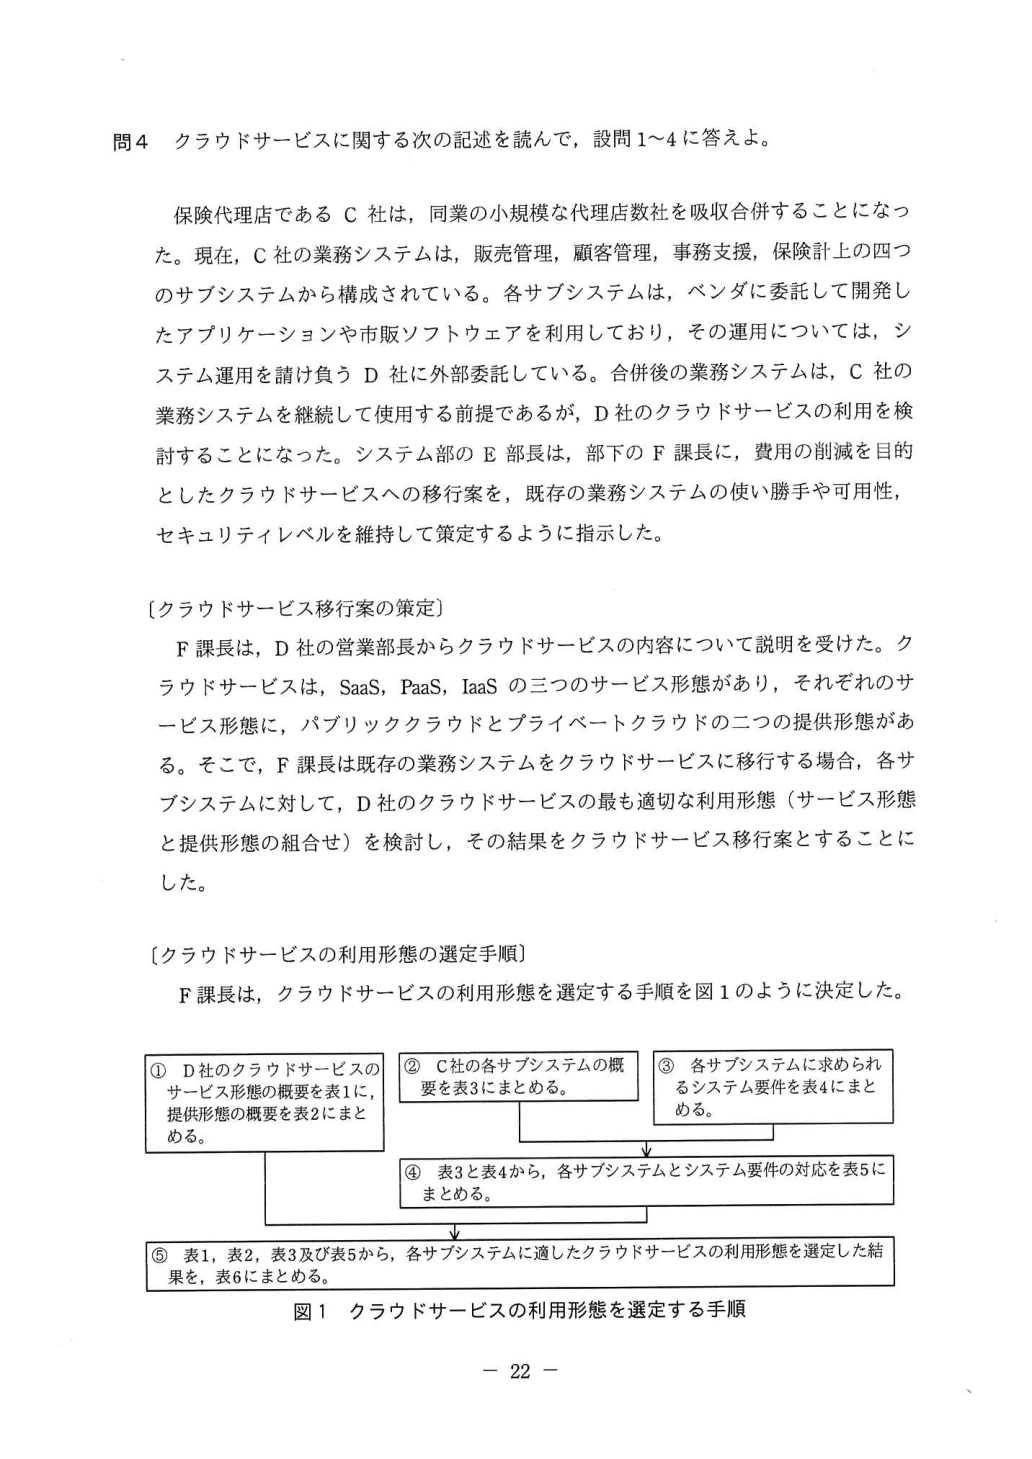 問4 クラウドサービスに関する次の記述を読んで，設問1〜4に答えよ。
保険代理店である C 社は，同業の小規模な代理店数社を吸収合併することになっ
た。現在，C 社の業務システムは，販売管理，顧客管理，事務支援，保険計上の四つ
のサブシステムから構成されている。各サブシステムは，ベンダに委託して開発し
たアプリケーションや市販ソフトウェアを利用しており，その運用については，シ
ステム運用を請け負う D 社に外部委託している。合併後の業務システムは，C 社の
業務システムを継続して使用する前提であるが，D 社のクラウドサービスの利用を検
討することになった。システム部の E 部長は，部下の F 課長に，費用の削減を目的
としたクラウドサービスへの移行案を，既存の業務システムの使い勝手や可用性，
セキュリティレベルを維持して策定するように指示した。
〔クラウドサービス移行案の策定〕
F 課長は，D 社の営業部長からクラウドサービスの内容について説明を受けた。ク
ラウドサービスは，SaaS，PaaS，IaaS の三つのサービス形態があり，それぞれのサ
ービス形態に，パブリッククラウドとプライベートクラウドの二つの提供形態があ
る。そこで，F 課長は既存の業務システムをクラウドサービスに移行する場合，各サ
ブシステムに対して，D 社のクラウドサービスの最も適切な利用形態（サービス形態
と提供形態の組合せ）を検討し，その結果をクラウドサービス移行案とすることに
した。
〔クラウドサービスの利用形態の選定手順〕
F 課長は，クラウドサービスの利用形態を選定する手順を図1のように決定した。
① D社のクラウドサービスの
サービス形態の概要を表1に，
提供形態の概要を表2にまと
める。
② C社の各サブシステムの概
要を表3にまとめる。
③ 各サブシステムに求められ
るシステム要件を表4にまと
める。
④ 表3と表4から，各サブシステムとシステム要件の対応を表5に
まとめる。
⑤ 表1，表2，表3及び表5から，各サブシステムに適したクラウドサービスの利用形態を選定した結
果を，表6にまとめる。
図1 クラウドサービスの利用形態を選定する手順
－ 22 －